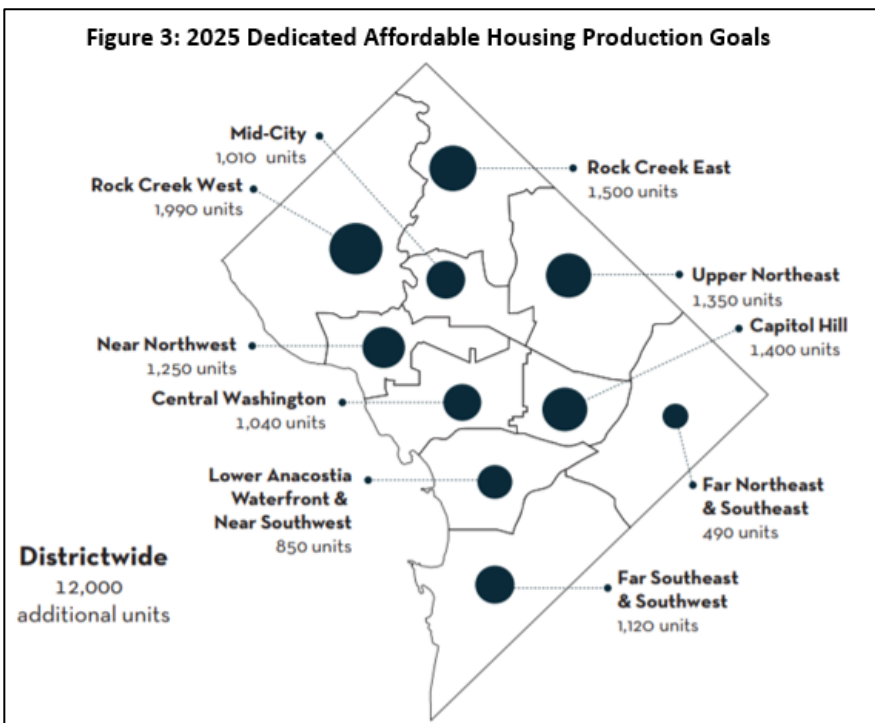 Figure 3: 2025 Dedicated Affordable Housing Production Goals
Mid-City
1,010 units
Rock Creek West
1,990 units
Rock Creek East
1,500 units
Upper Northeast
1,350 units
Capitol Hill
1,400 units
Near Northwest
1,250 units
Central Washington
1,040 units
Lower Anacostia
Waterfront &
Near Southwest
850 units
Far Northeast
& Southeast
490 units
Districtwide
12,000
additional units
Far Southeast
& Southwest
1,120 units